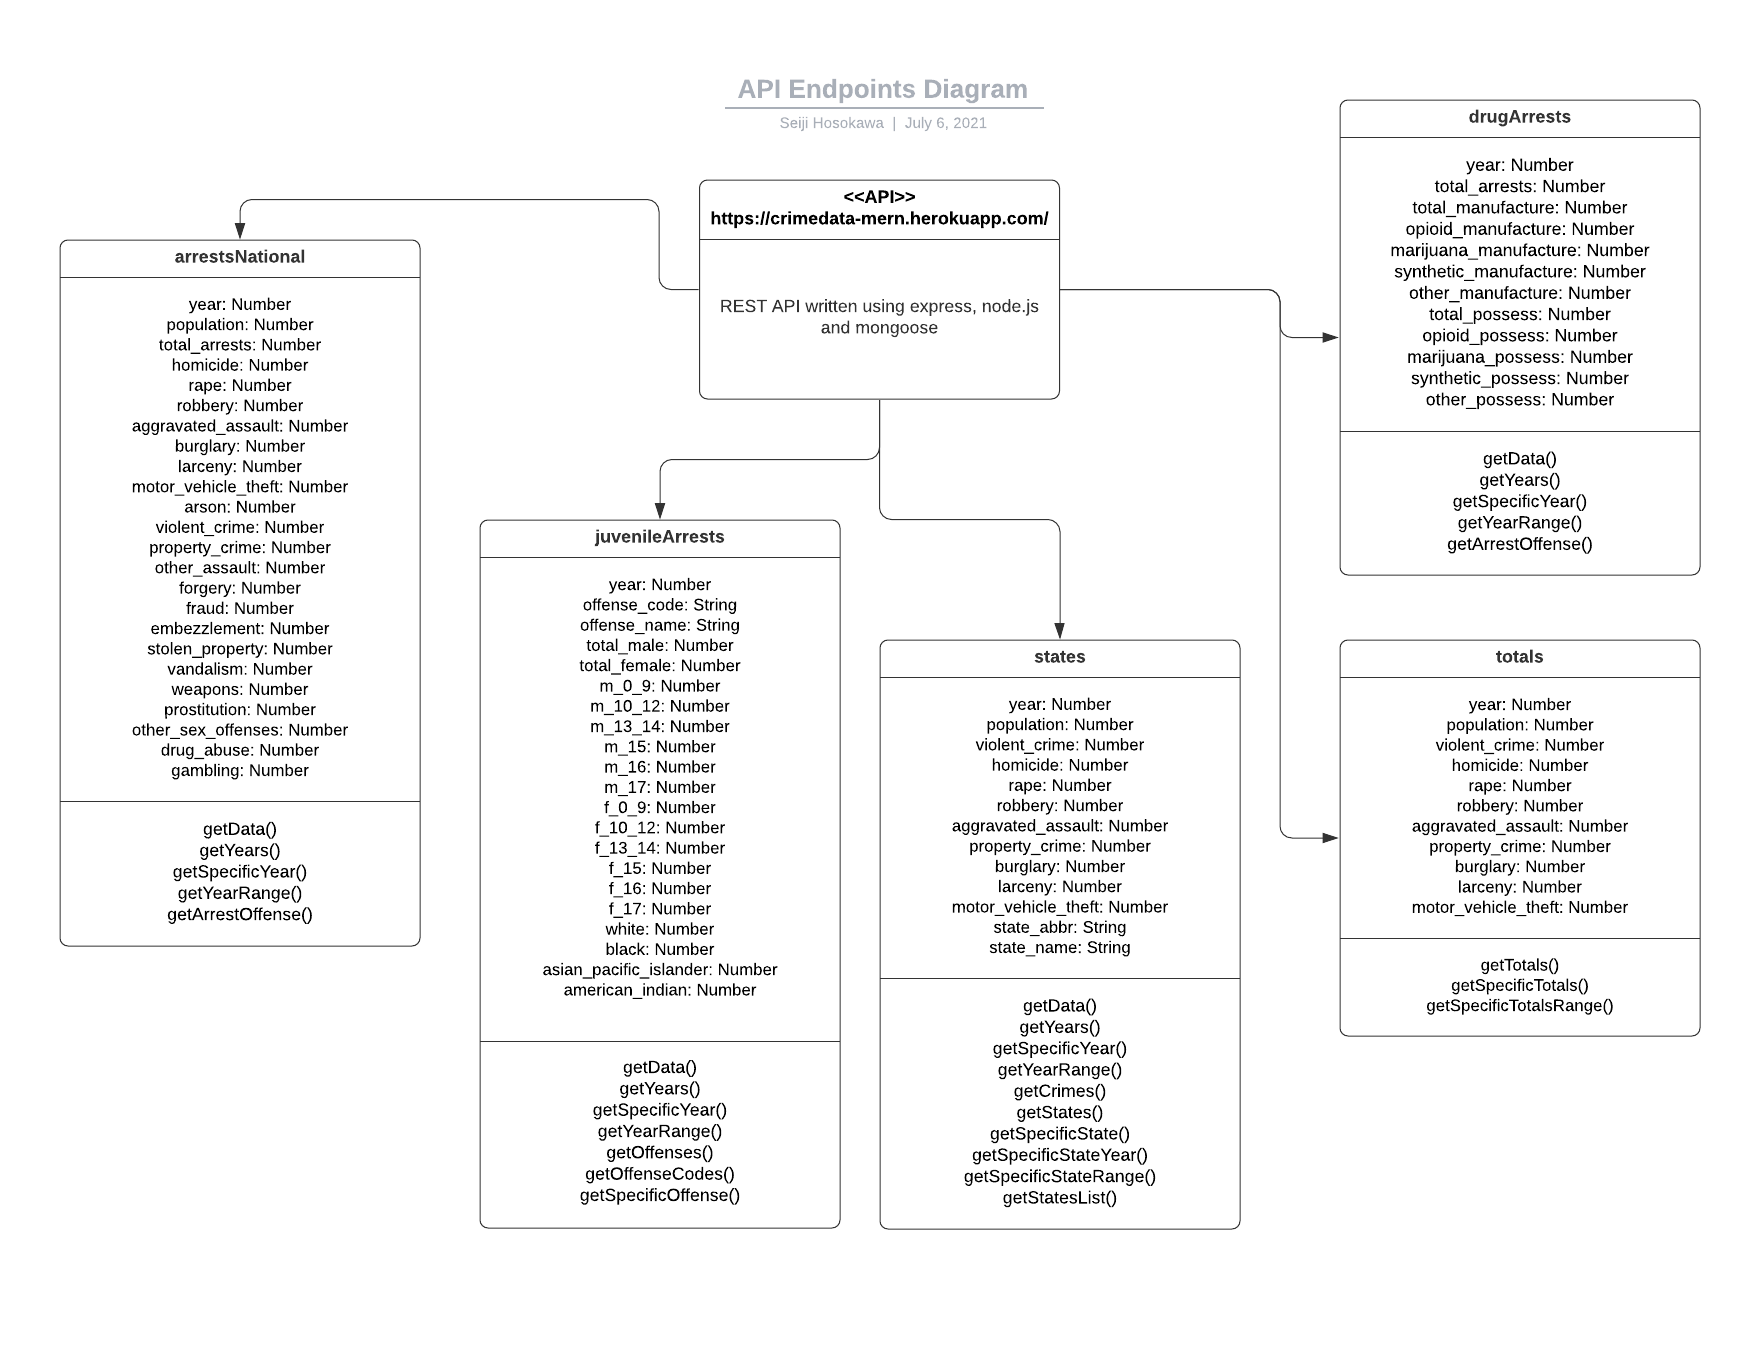 API Endpoints Diagram
Seiji Hosokawa | July 6, 2021
<<API>>
https://crimedata-mern.herokuapp.com/
REST API written using express, node.js
and mongoose
arrestsNational
year: Number
population: Number
total_arrests: Number
homicide: Number
rape: Number
robbery: Number
aggravated_assault: Number
burglary: Number
larceny: Number
motor_vehicle_theft: Number
arson: Number
violent_crime: Number
property_crime: Number
other_assault: Number
forgery: Number
fraud: Number
embezzlement: Number
stolen_property: Number
vandalism: Number
weapons: Number
prostitution: Number
other_sex_offenses: Number
drug_abuse: Number
gambling: Number
getData()
getYears()
getSpecificYear()
getYearRange()
getArrestOffense()
juvenileArrests
year: Number
offense_code: String
offense_name: String
total_male: Number
total_female: Number
m_0_9: Number
m_10_12: Number
m_13_14: Number
m_15: Number
m_16: Number
m_17: Number
f_0_9: Number
f_10_12: Number
f_13_14: Number
f_15: Number
f_16: Number
f_17: Number
white: Number
black: Number
asian_pacific_islander: Number
american_indian: Number
getData()
getYears()
getSpecificYear()
getYearRange()
getOffenses()
getOffenseCodes()
getSpecificOffense()
states
year: Number
population: Number
violent_crime: Number
homicide: Number
rape: Number
robbery: Number
aggravated_assault: Number
property_crime: Number
burglary: Number
larceny: Number
motor_vehicle_theft: Number
state_abbr: String
state_name: String
getData()
getYears()
getSpecificYear()
getYearRange()
getCrimes()
getStates()
getSpecificState()
getSpecificStateYear()
getSpecificStateRange()
getStatesList()
drugArrests
year: Number
total_arrests: Number
total_manufacture: Number
opioid_manufacture: Number
marijuana_manufacture: Number
synthetic_manufacture: Number
other_manufacture: Number
total_possess: Number
opioid_possess: Number
marijuana_possess: Number
synthetic_possess: Number
other_possess: Number
getData()
getYears()
getSpecificYear()
getYearRange()
getArrestOffense()
totals
year: Number
population: Number
violent_crime: Number
homicide: Number
rape: Number
robbery: Number
aggravated_assault: Number
property_crime: Number
burglary: Number
larceny: Number
motor_vehicle_theft: Number
getTotals()
getSpecificTotals()
getSpecificTotalsRange()